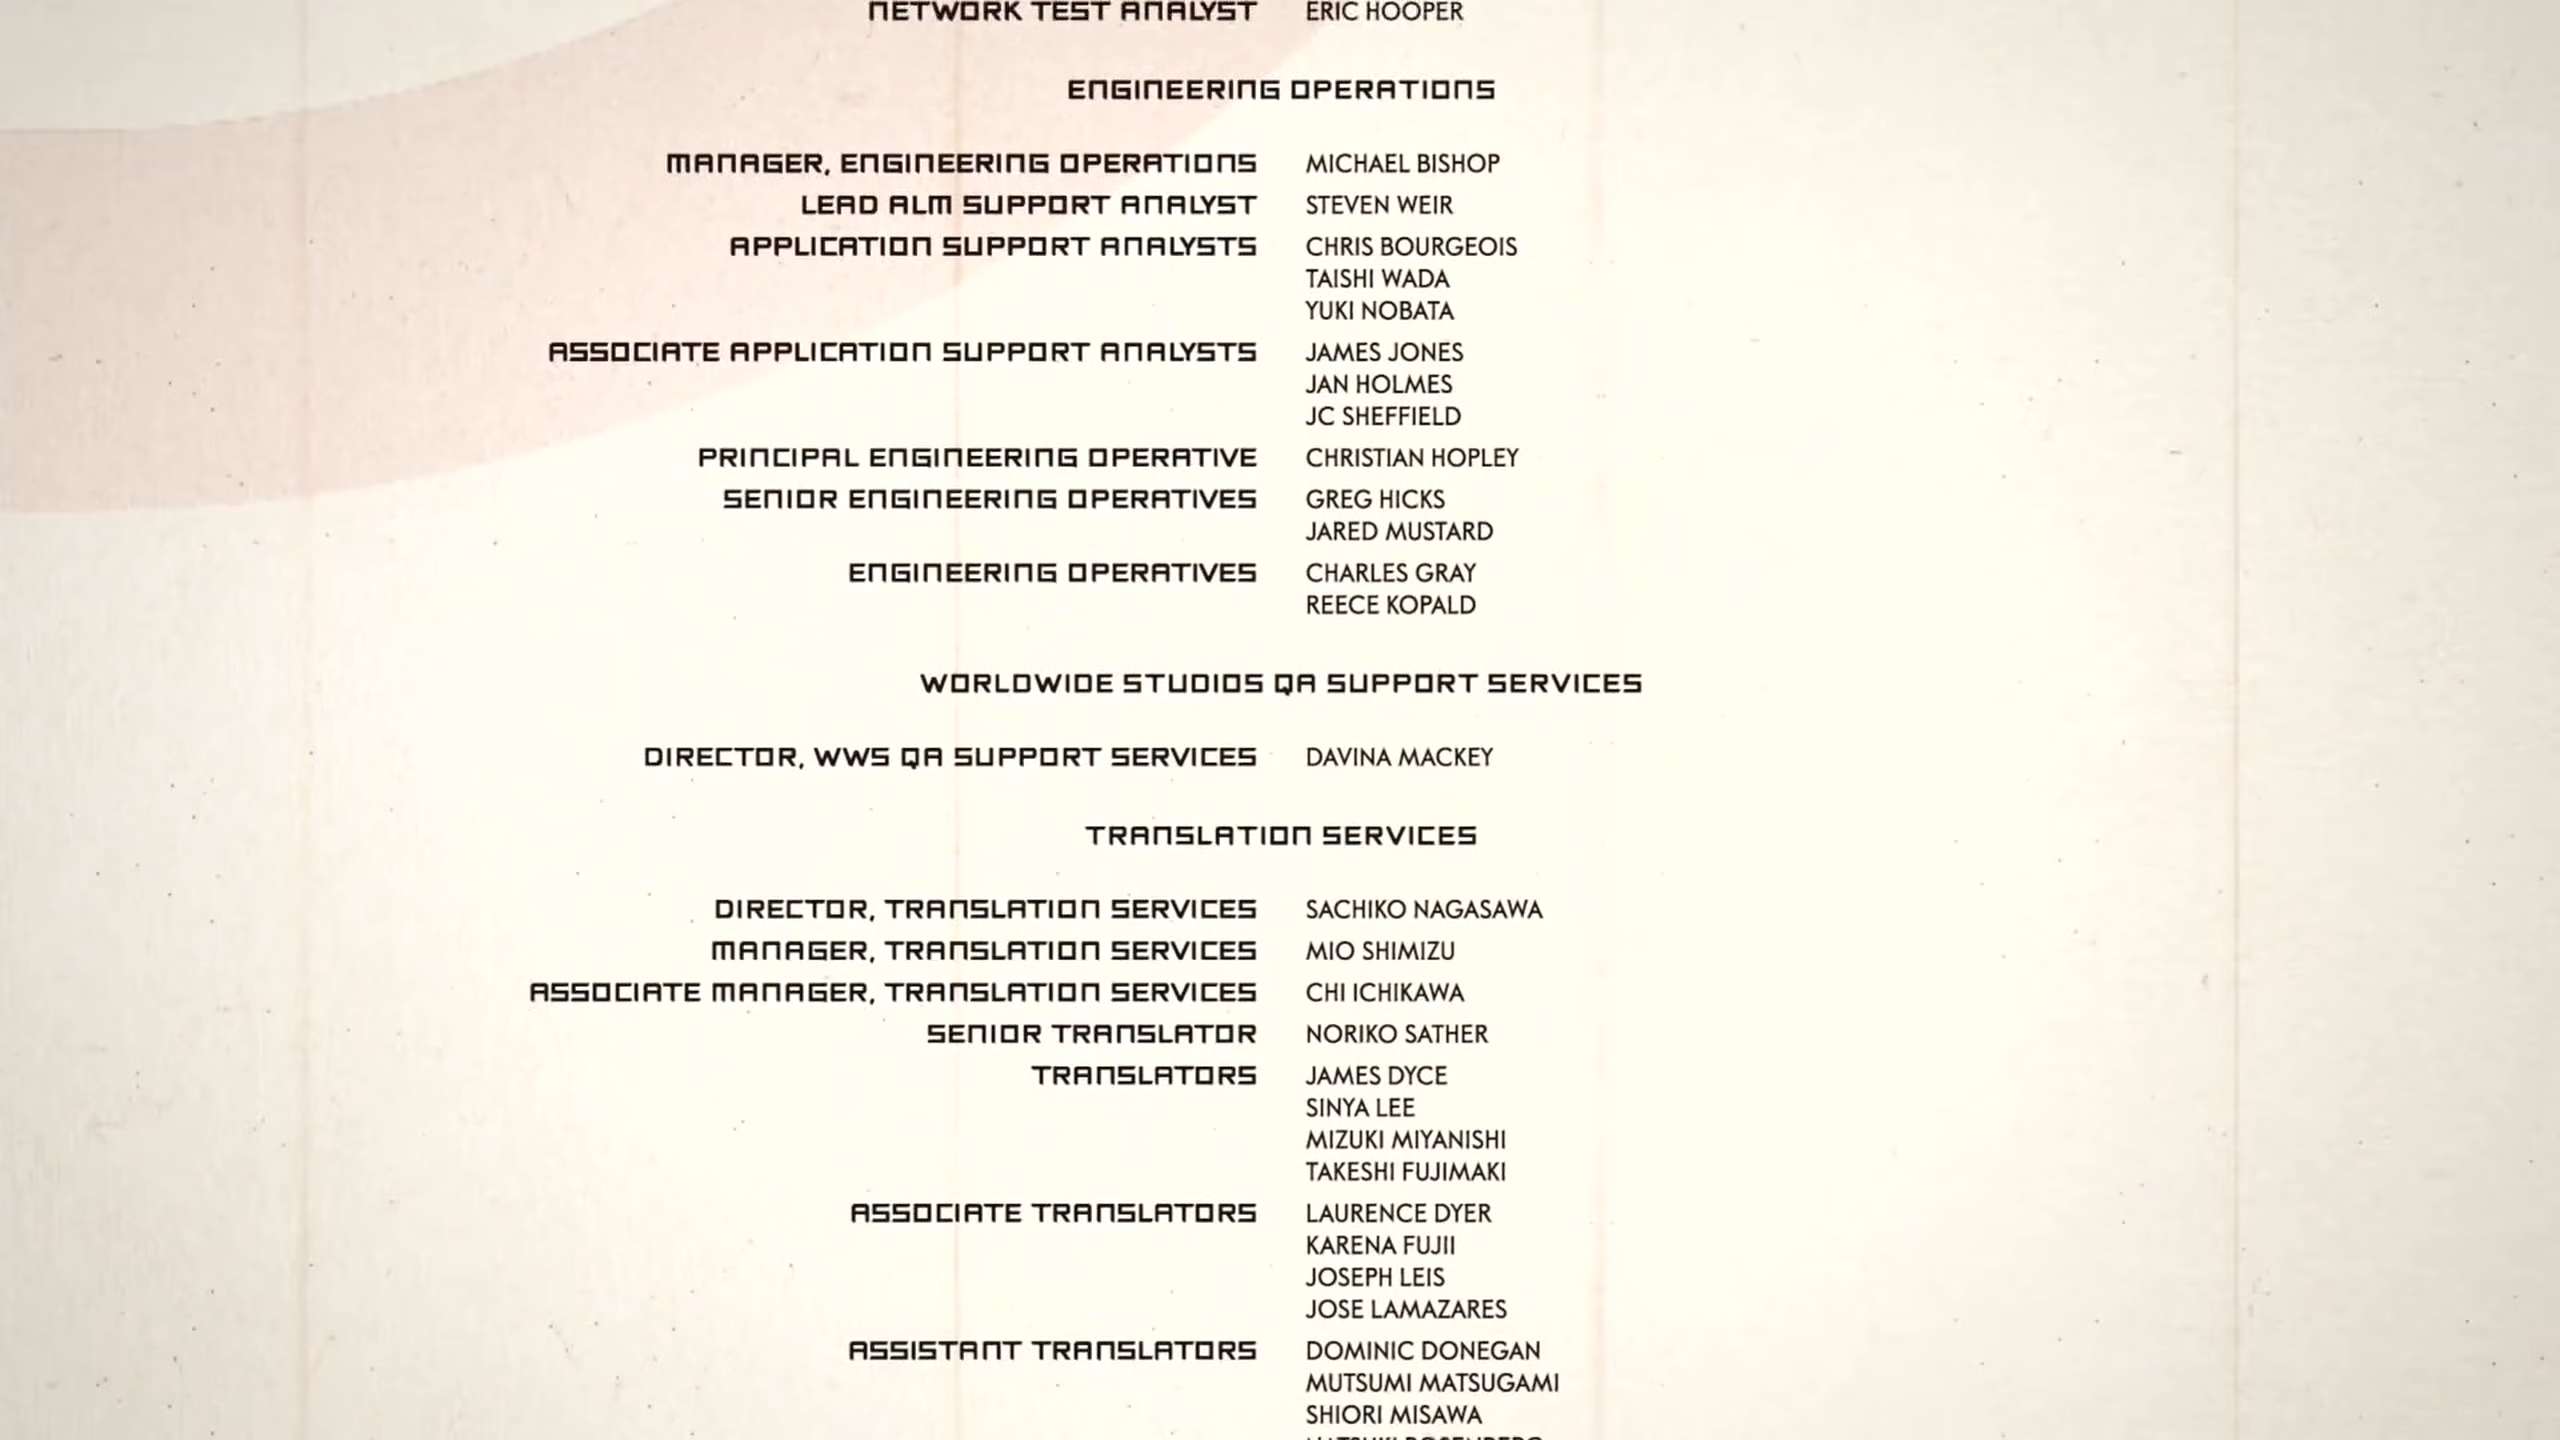 NETWORK TEST ANALYST ERIC HOOPER
ENGINEERING OPERATIONS
MANAGER, ENGINEERING OPERATIONS MICHAEL BISHOP
LEAD ALM SUPPORT ANALYST STEVEN WEIR
APPLICATION SUPPORT ANALYSTS CHRIS BOURGEOIS
TAISHI WADA
YUKI NOBATA
ASSOCIATE APPLICATION SUPPORT ANALYSTS JAMES JONES
JAN HOLMES
JC SHEFFIELD
PRINCIPAL ENGINEERING OPERATIVE CHRISTIAN HOPLEY
SENIOR ENGINEERING OPERATIVES GREG HICKS
JARED MUSTARD
ENGINEERING OPERATIVES CHARLES GRAY
REECE KOPALD
WORLDWIDE STUDIOS QA SUPPORT SERVICES
DIRECTOR, WWS QA SUPPORT SERVICES DAVINA MACKEY
TRANSLATION SERVICES
DIRECTOR, TRANSLATION SERVICES SACHIKO NAGASAWA
MANAGER, TRANSLATION SERVICES MIO SHIMIZU
ASSOCIATE MANAGER, TRANSLATION SERVICES CHI ICHIKAWA
SENIOR TRANSLATOR NORIKO SATHER
TRANSLATORS JAMES DYCE
SINYA LEE
MIZUKI MIYANISHI
TAKESHI FUJIMAKI
ASSOCIATE TRANSLATORS LAURENCE DYER
KARENA FUJII
JOSEPH LEIS
JOSE LAMAZARES
ASSISTANT TRANSLATORS DOMINIC DONEGAN
MUTSUMI MATSUGAMI
SHIORI MISAWA